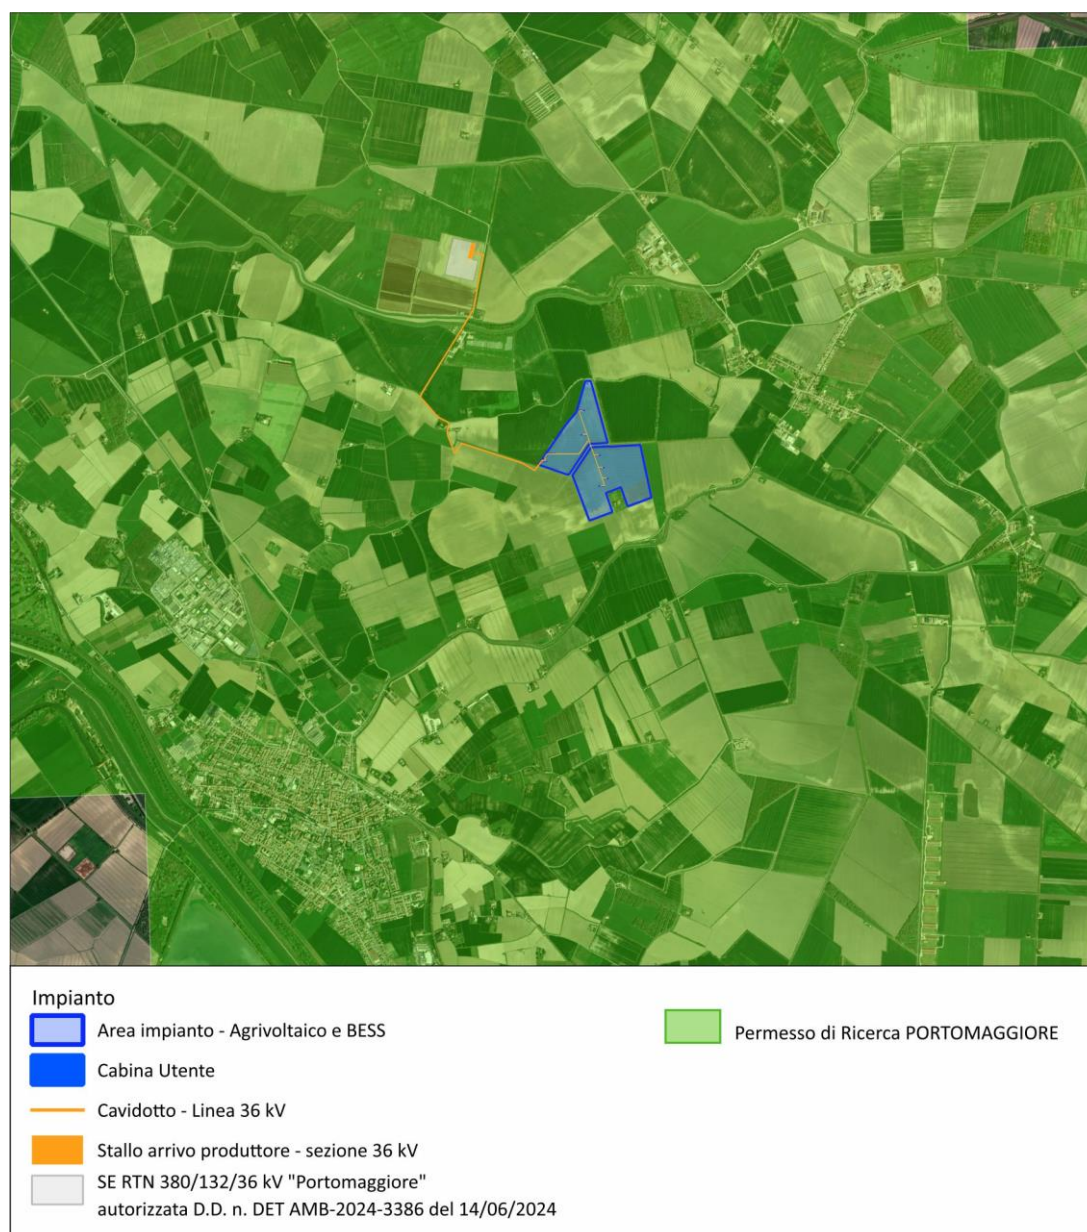 Impianto
Area impianto - Agrivoltaico e BESS
Cabina Utente
Cavidotto - Linea 36 kV
Stallo arrivo produttore - sezione 36 kV
SE RTN 380/132/36 kV "Portomaggiore"
autorizzata D.D. n. DET AMB-2024-3386 del 14/06/2024
Permesso di Ricerca PORTOMAGGIORE